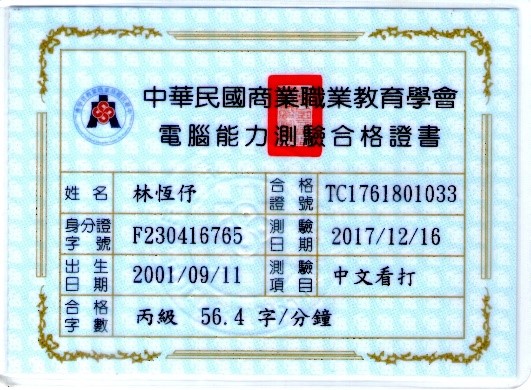 中華民國商業職業教育學會
電腦能力測驗合格證書
姓名 林恆伃 合格證號 TC1761801033
身分證字號 F230416765 測驗日期 2017/12/16
出生日期 2001/09/11 測驗項目 中文看打
合格字數 丙級 56.4 字/分鐘